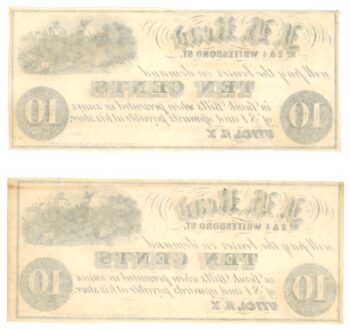 J. B. Read
No 2 & 4 WHITESBORO ST.
will pay the bearer on demand
TEN CENTS
10
10
in Bank Bills when presented in sums
of $1 and upwards, payable at his store.
UTICA, N. Y.
J. B. Read
No 2 & 4 WHITESBORO ST.
will pay the bearer on demand
TEN CENTS
10
10
in Bank Bills when presented in sums
of $1 and upwards, payable at his store.
UTICA, N. Y.